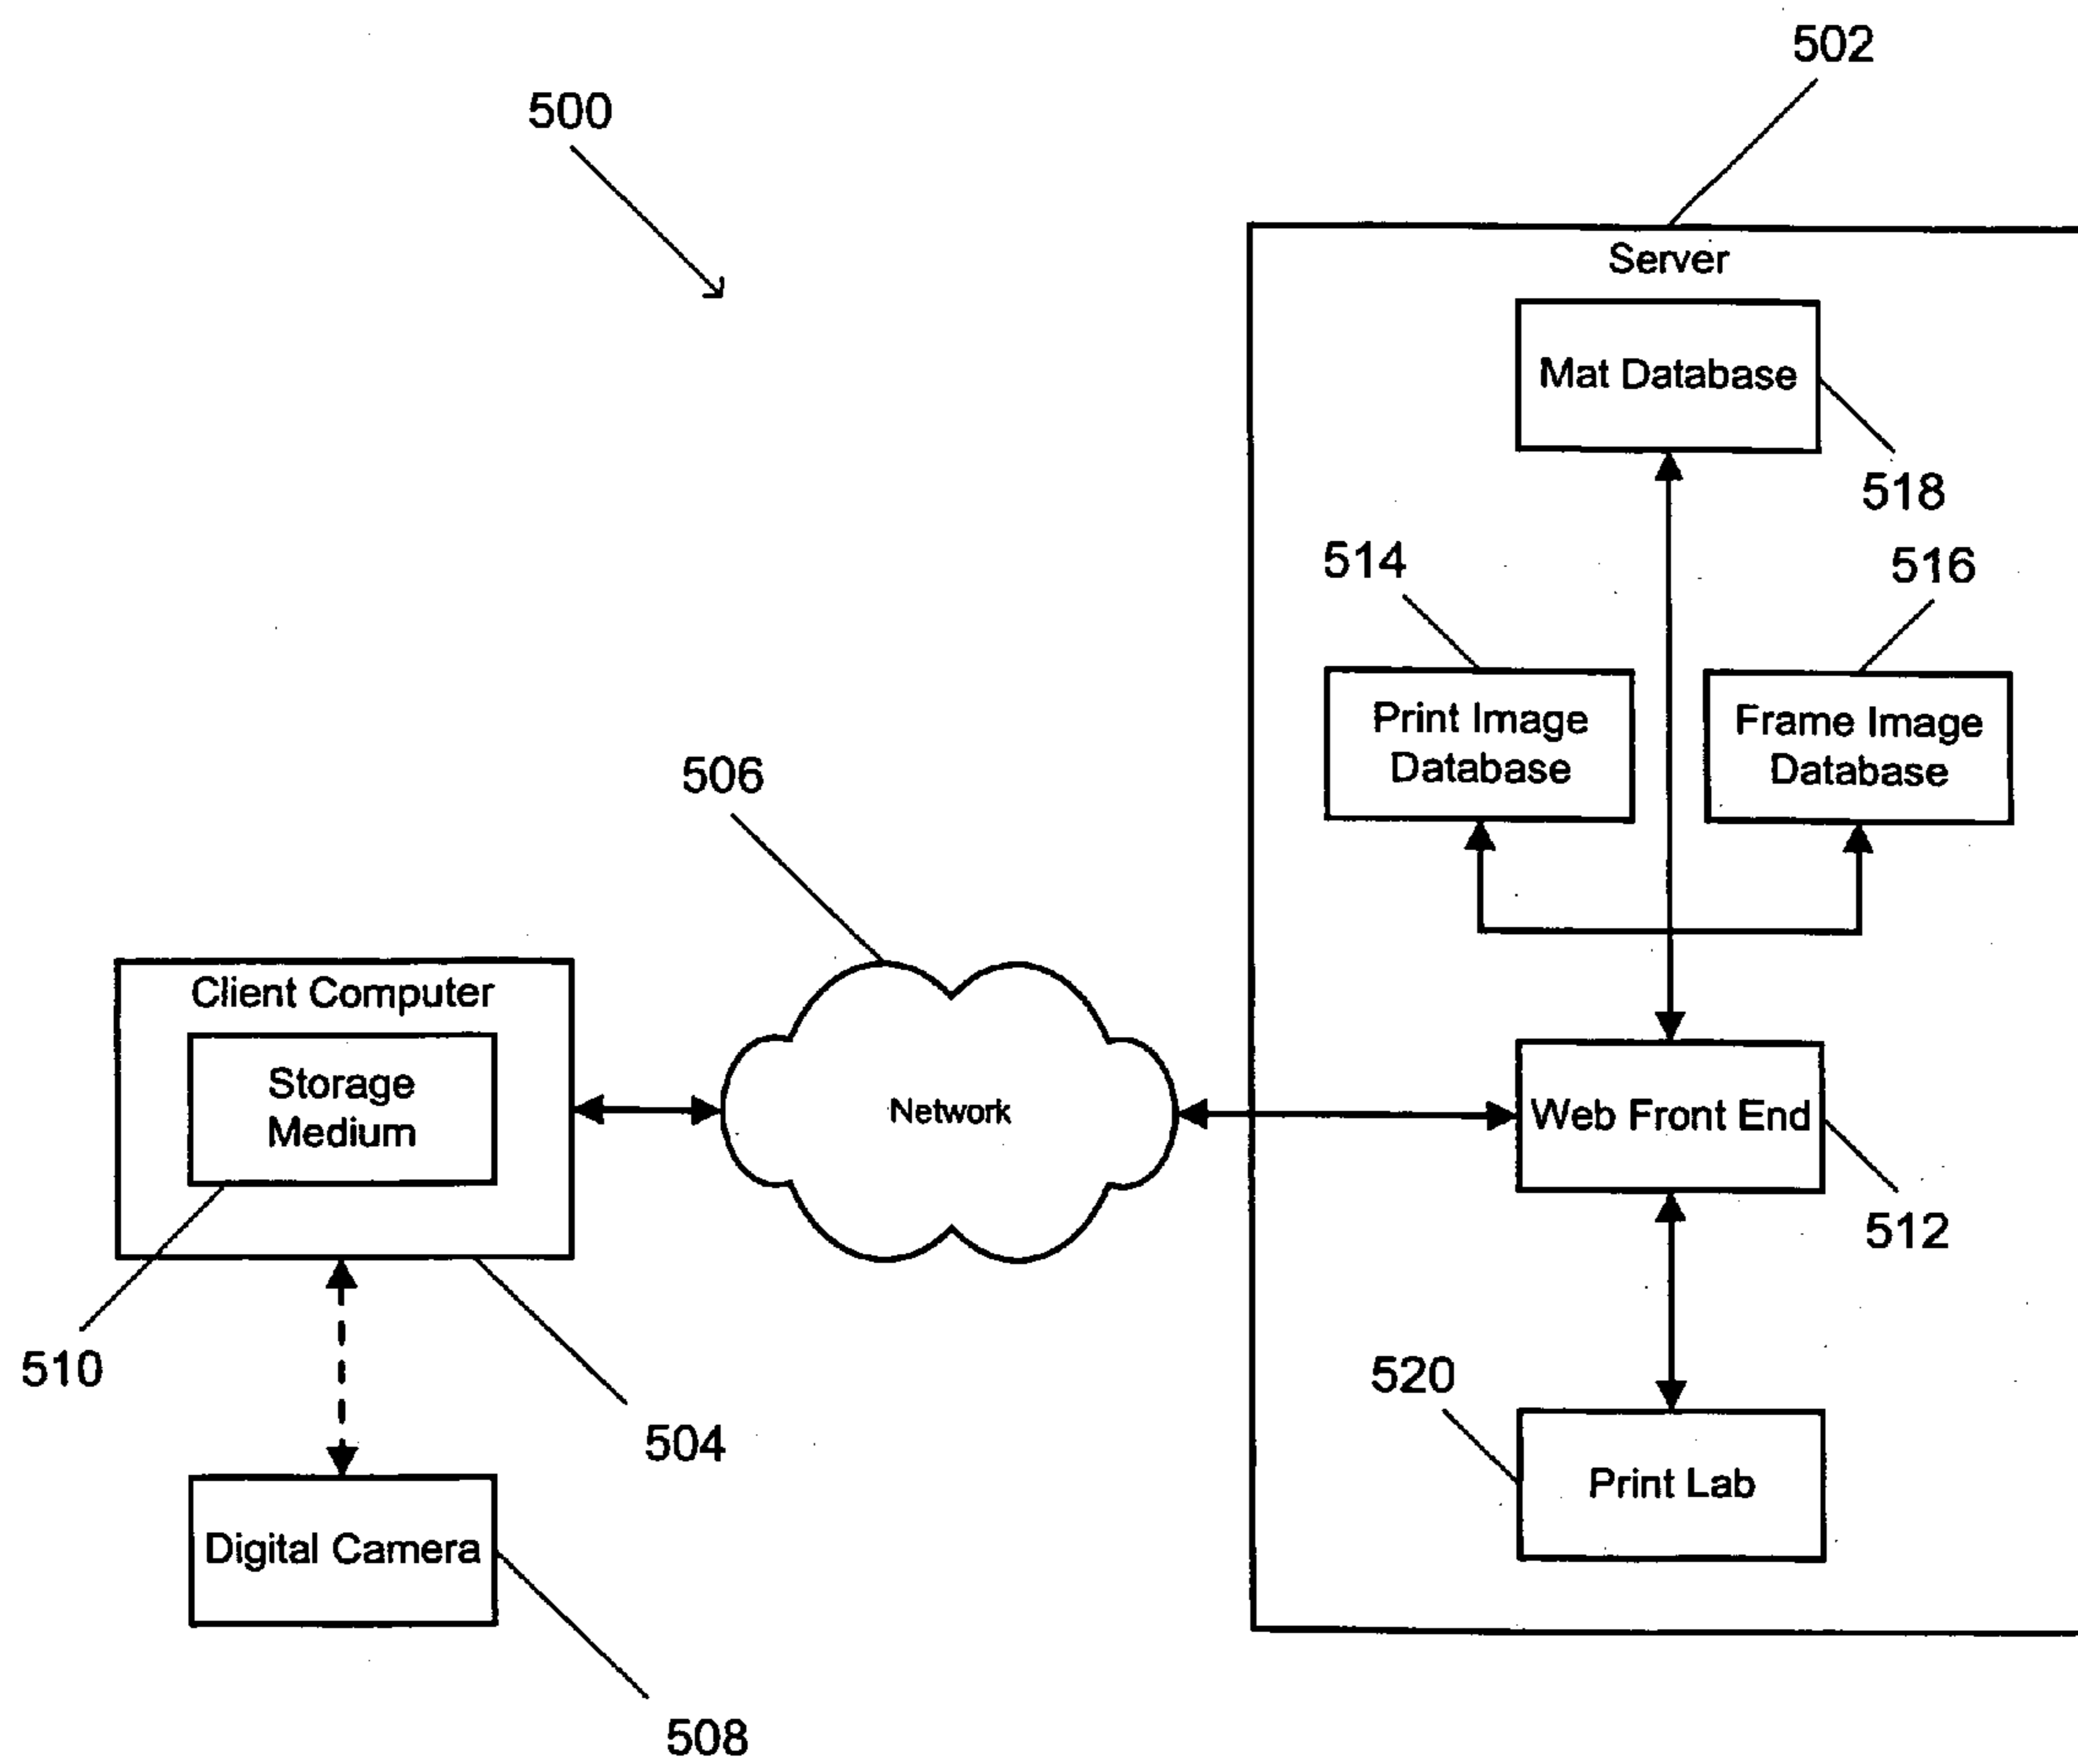 502
500
Server
Mat Database
518
514
516
Print Image
Database
Frame Image
Database
506
Client Computer
Storage
Medium
Network
Web Front End
512
510
504
520
Print Lab
Digital Camera
508